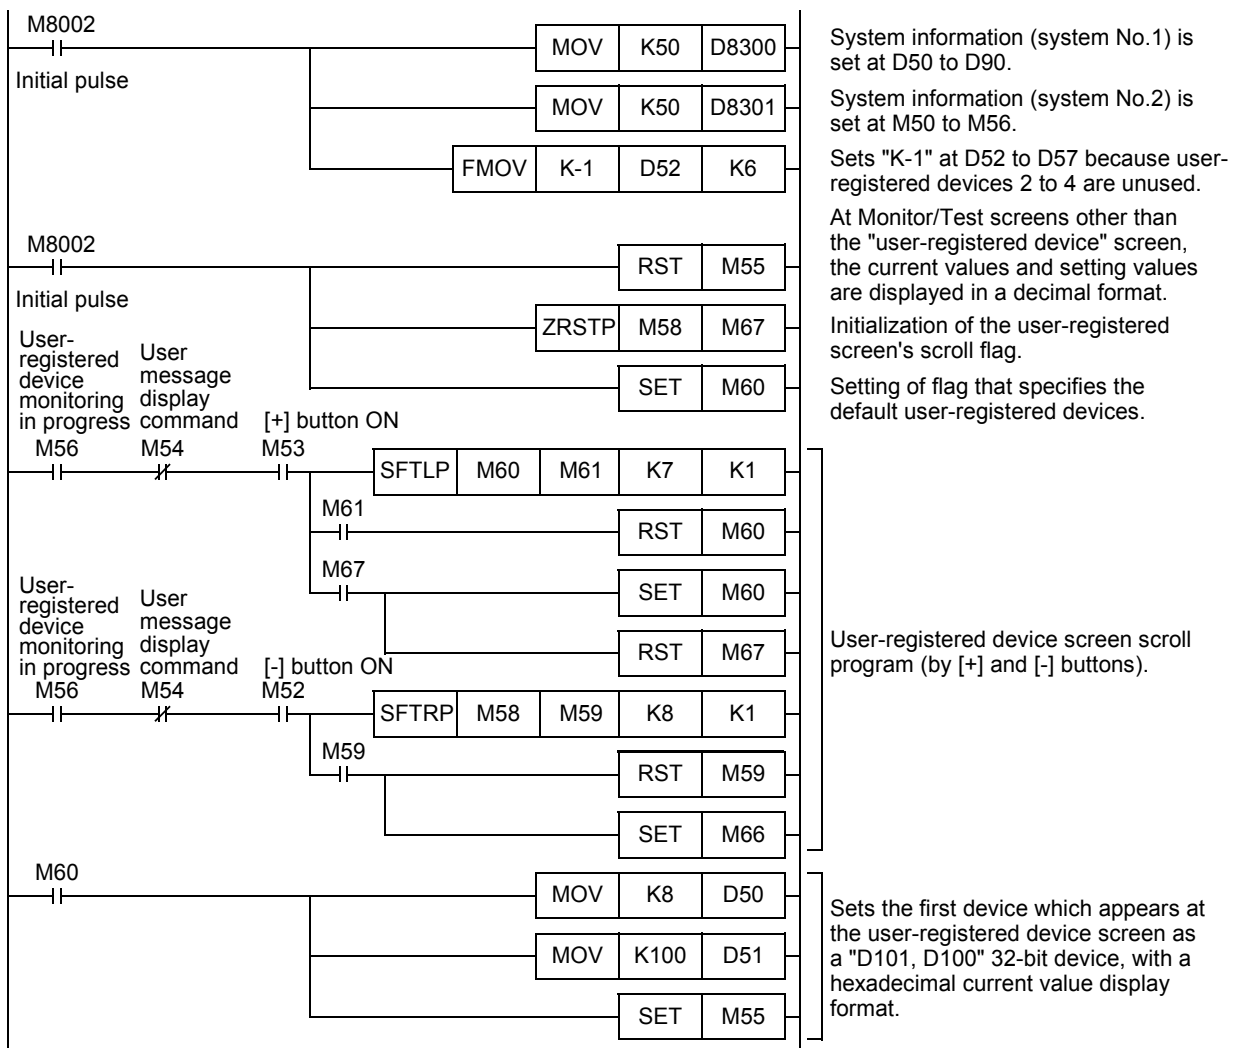 M8002
MOV K50 D8300
System information (system No.1) is
set at D50 to D90.
Initial pulse
MOV K50 D8301
System information (system No.2) is
set at M50 to M56.
FMOV K-1 D52 K6
Sets "K-1" at D52 to D57 because user-
registered devices 2 to 4 are unused.
M8002
RST M55
At Monitor/Test screens other than
the "user-registered device" screen,
the current values and setting values
are displayed in a decimal format.
Initial pulse
ZRSTP M58 M67
Initialization of the user-registered
screen's scroll flag.
SET M60
Setting of flag that specifies the
default user-registered devices.
User-
registered
device
monitoring
in progress
M56
User
message
display
command
M54
[+] button ON
M53
SFTLP M60 M61 K7 K1
M61
RST M60
M67
SET M60
RST M67
User-registered device screen scroll
program (by [+] and [-] buttons).
User-
registered
device
monitoring
in progress
M56
User
message
display
command
M54
[-] button ON
M52
SFTRP M58 M59 K8 K1
M59
RST M59
SET M66
M60
MOV K8 D50
MOV K100 D51
SET M55
Sets the first device which appears at
the user-registered device screen as
a "D101, D100" 32-bit device, with a
hexadecimal current value display
format.